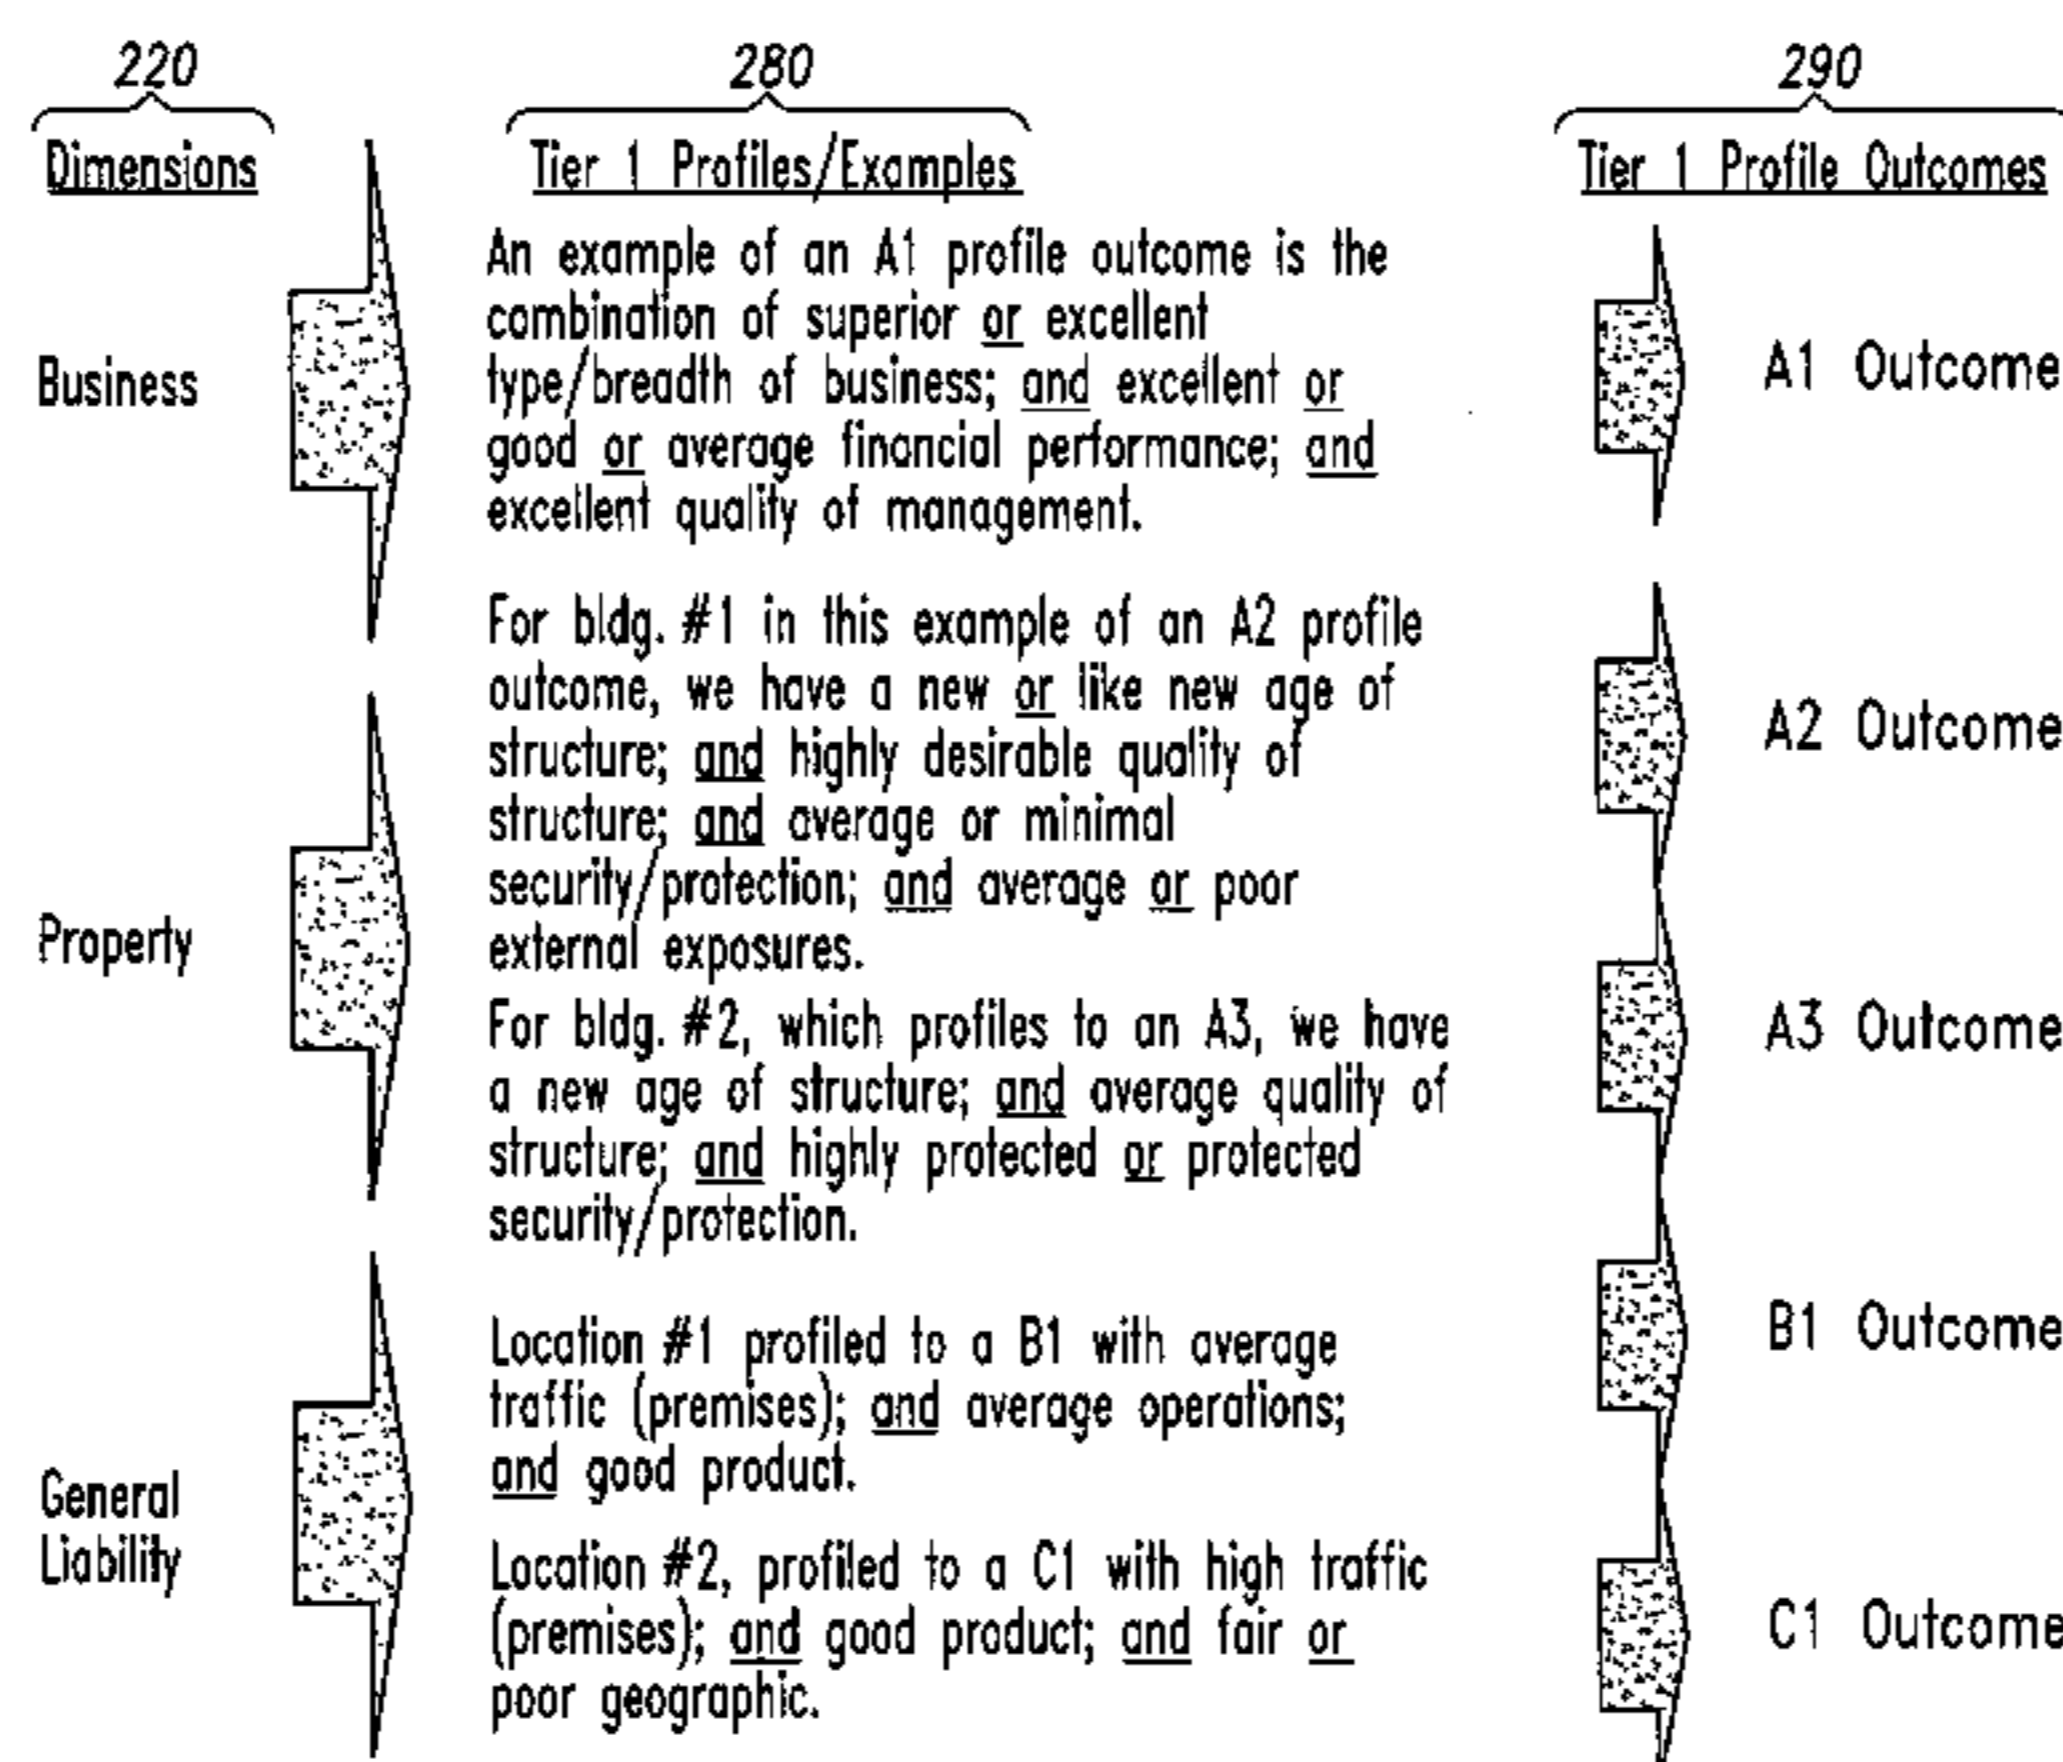 220
280
290
Dimensions
Tier 1 Profiles/Examples
Tier 1 Profile Outcomes
Business
An example of an A1 profile outcome is the
combination of superior or excellent
type/breadth of business; and excellent or
good or average financial performance; and
excellent quality of management.
A1 Outcome
Property
For bldg. #1 in this example of an A2 profile
outcome, we have a new or like new age of
structure; and highly desirable quality of
structure; and average or minimal
security/protection; and average or poor
external exposures.
A2 Outcome
For bldg. #2, which profiles to an A3, we have
a new age of structure; and average quality of
structure; and highly protected or protected
security/protection.
A3 Outcome
General
Liability
Location #1 profiled to a B1 with average
traffic (premises); and average operations;
and good product.
B1 Outcome
Location #2, profiled to a C1 with high traffic
(premises); and good product; and fair or
poor geographic.
C1 Outcome